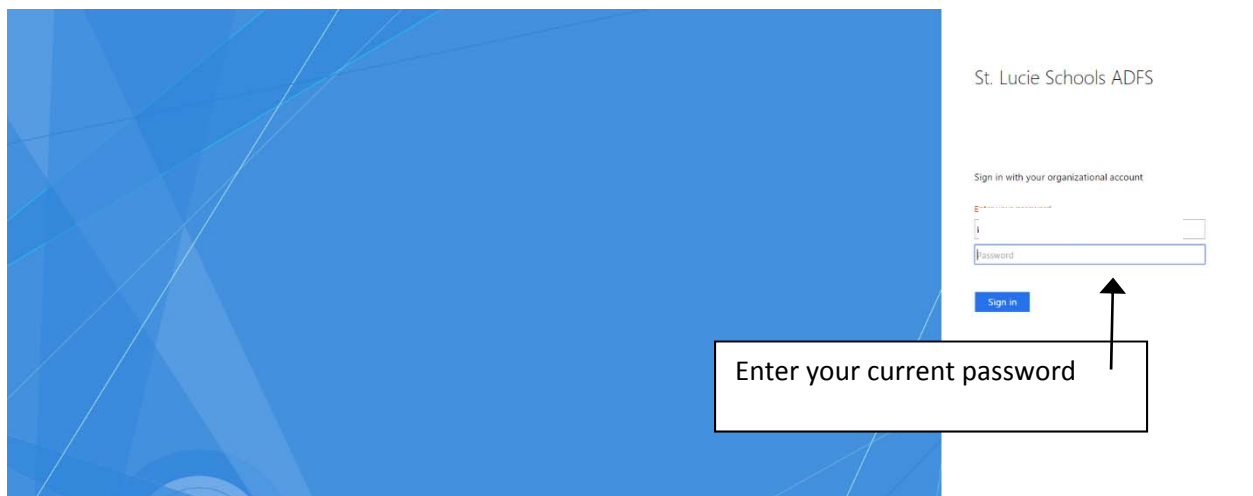 St. Lucie Schools ADFS
Sign in with your organizational account
Password
Sign in
Enter your current password